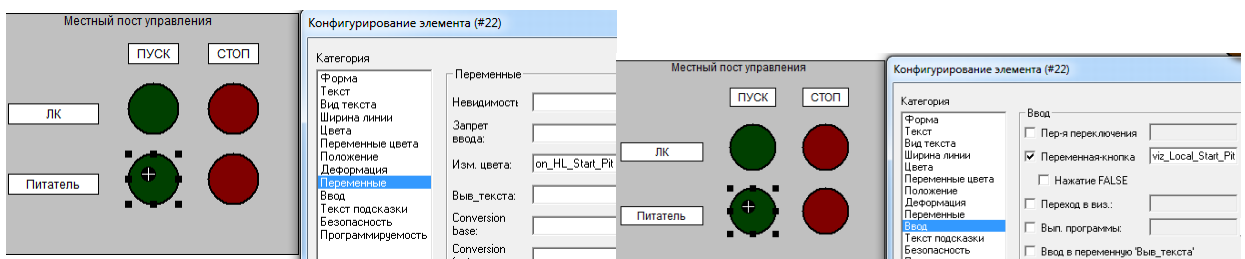 Местный пост управления
ПУСК
СТОП
ЛК
Питатель
Конфигурирование элемента (#22)
Категория
Форма
Текст
Вид текста
Ширина линии
Цвета
Переменные цвета
Положение
Деформация
Переменные
Ввод
Текст подсказки
Безопасность
Программируемость
Переменные
Невидимость
Запрет
ввода:
Изм. цвета:
on_HL_Start_Pit
Выв_текста:
Conversion
base:
Conversion
Местный пост управления
ПУСК
СТОП
ЛК
Питатель
Конфигурирование элемента (#22)
Категория
Форма
Текст
Вид текста
Ширина линии
Цвета
Переменные цвета
Положение
Деформация
Переменные
Ввод
Текст подсказки
Безопасность
Ввод
Пер-я переключения
Переменная-кнопка
viz_Local_Start_Pit
Нажатие FALSE
Переход в виз.:
Вып. программы:
Ввод в переменную 'Выв_текста'